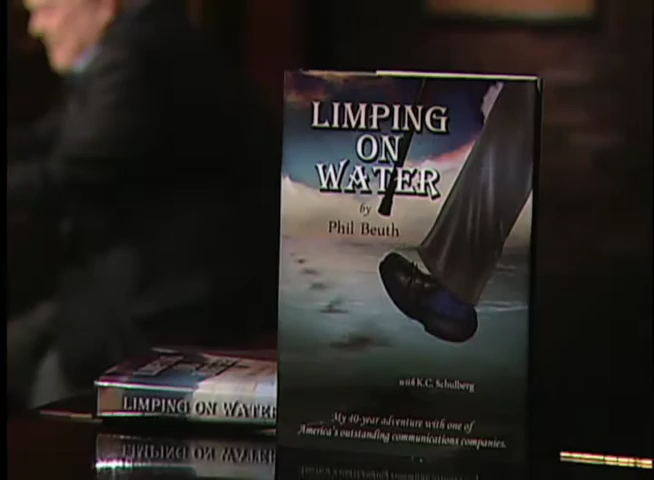 LIMPING
ON
WATER
by
Phil Beuth
with K.C. Schulberg
My 40-year adventure with one of
America's outstanding communications companies.
LIMPING ON WATER